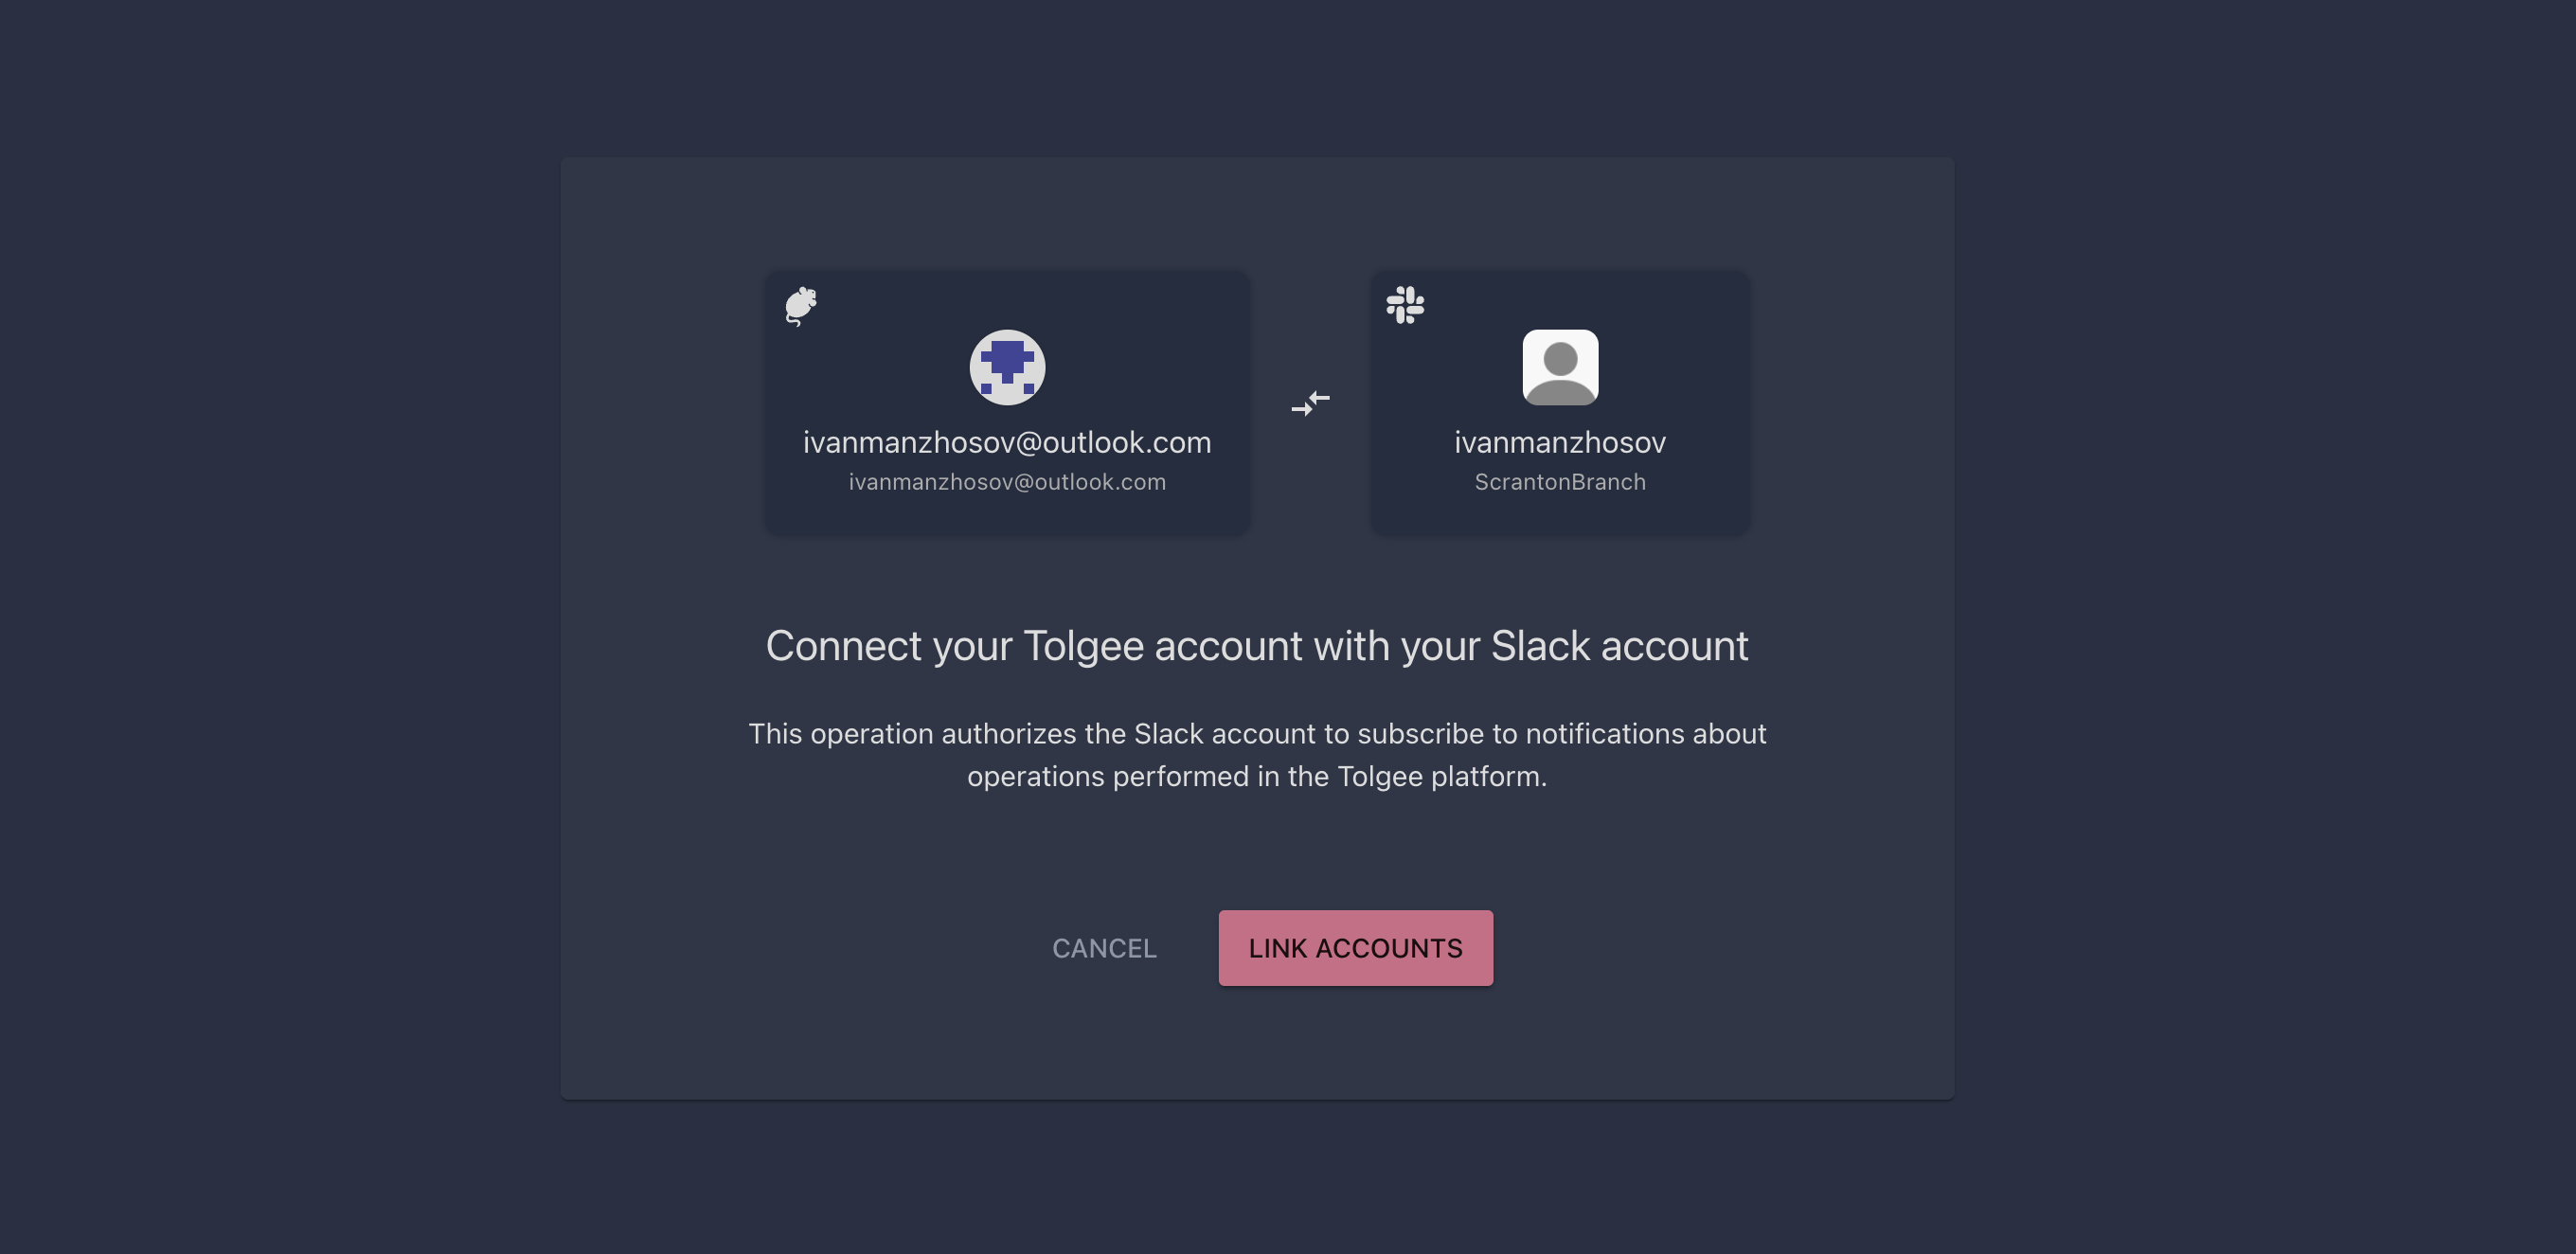 ivanmanzhosov@outlook.com
ivanmanzhosov@outlook.com
ivanmanzhosov
ScrantonBranch
Connect your Tolgee account with your Slack account
This operation authorizes the Slack account to subscribe to notifications about
operations performed in the Tolgee platform.
CANCEL
LINK ACCOUNTS